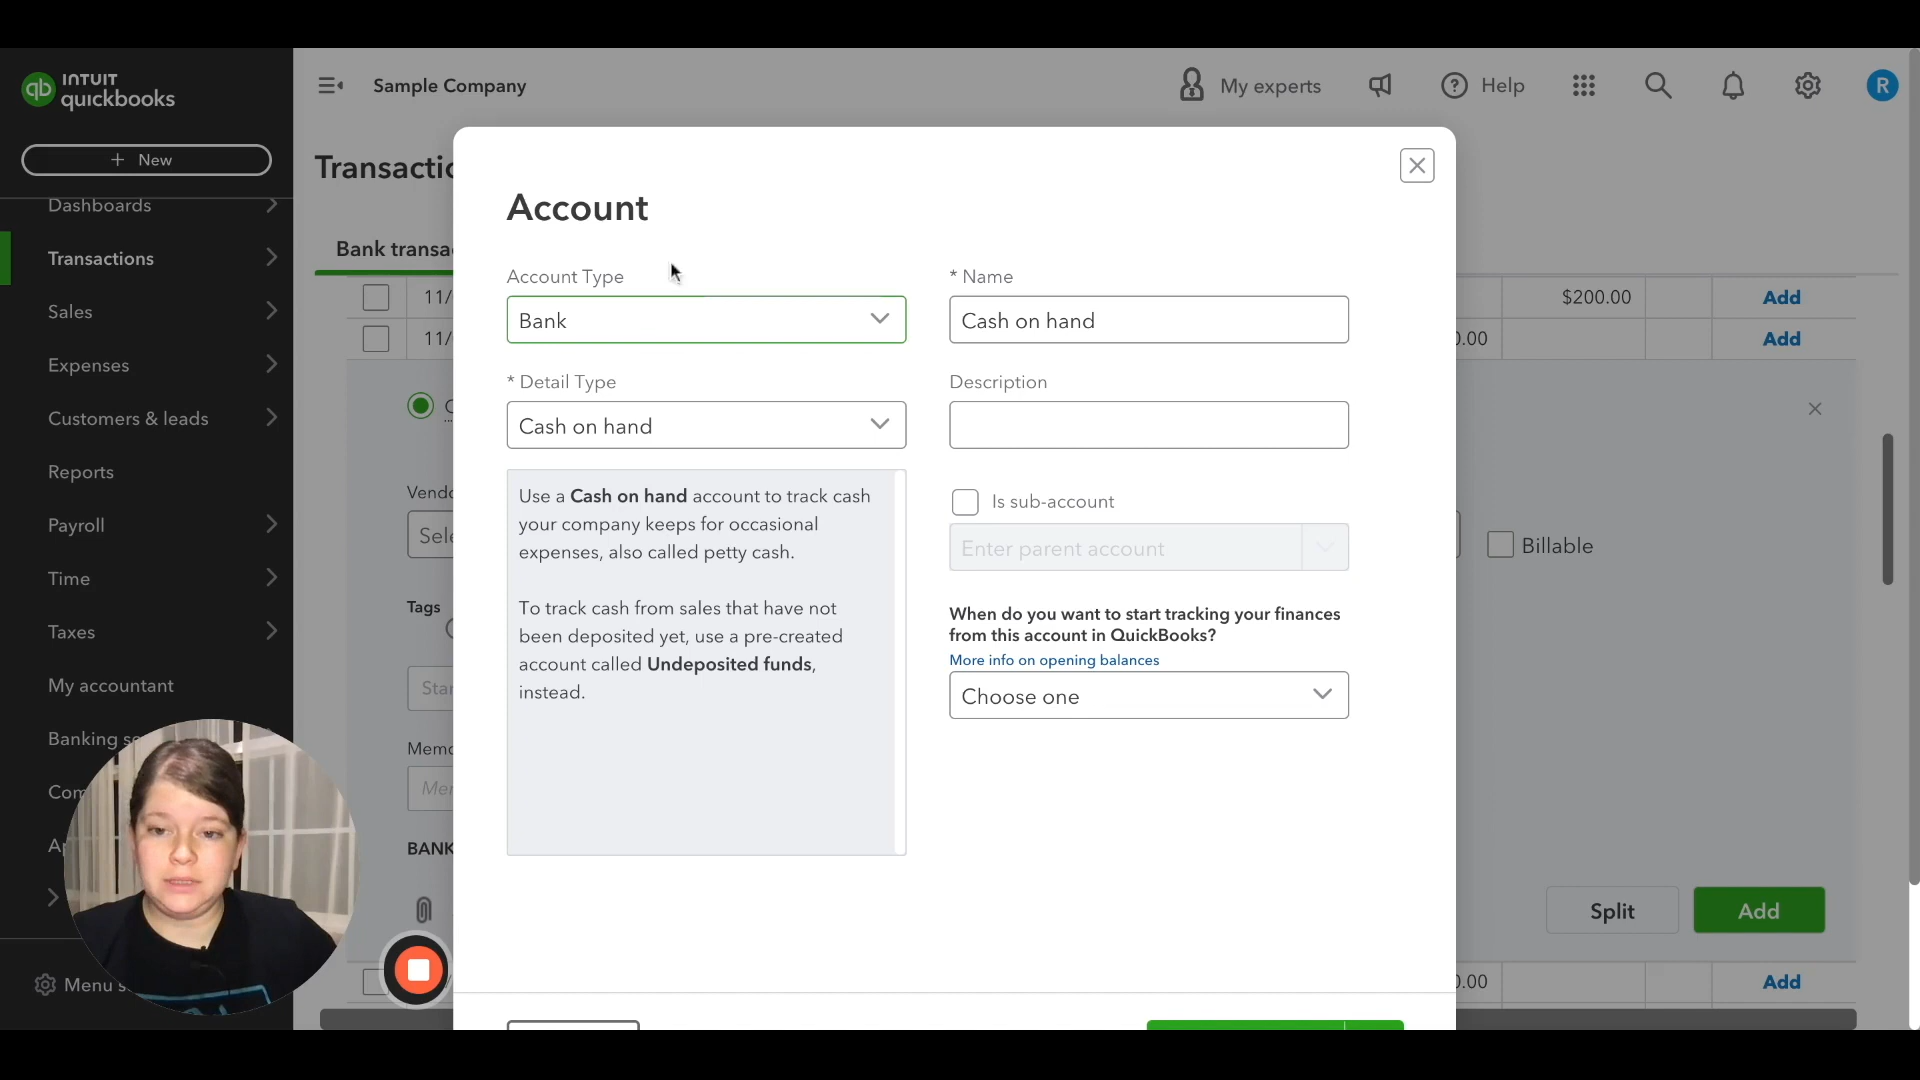 INTUIT
quickbooks
Sample Company
My experts
Help
R
+ New
Dashboards
Transactions
Sales
Expenses
Customers & leads
Reports
Payroll
Time
Taxes
My accountant
Banking
Menu
Bank
Tags
BANK
$200.00
Add
Add
Billable
Split
Add
Add
Account
Account Type
Bank
* Name
Cash on hand
* Detail Type
Cash on hand
Description
Use a Cash on hand account to track cash
your company keeps for occasional
expenses, also called petty cash.
To track cash from sales that have not
been deposited yet, use a pre-created
account called Undeposited funds,
instead.
Is sub-account
Enter parent account
When do you want to start tracking your finances
from this account in QuickBooks?
More info on opening balances
Choose one